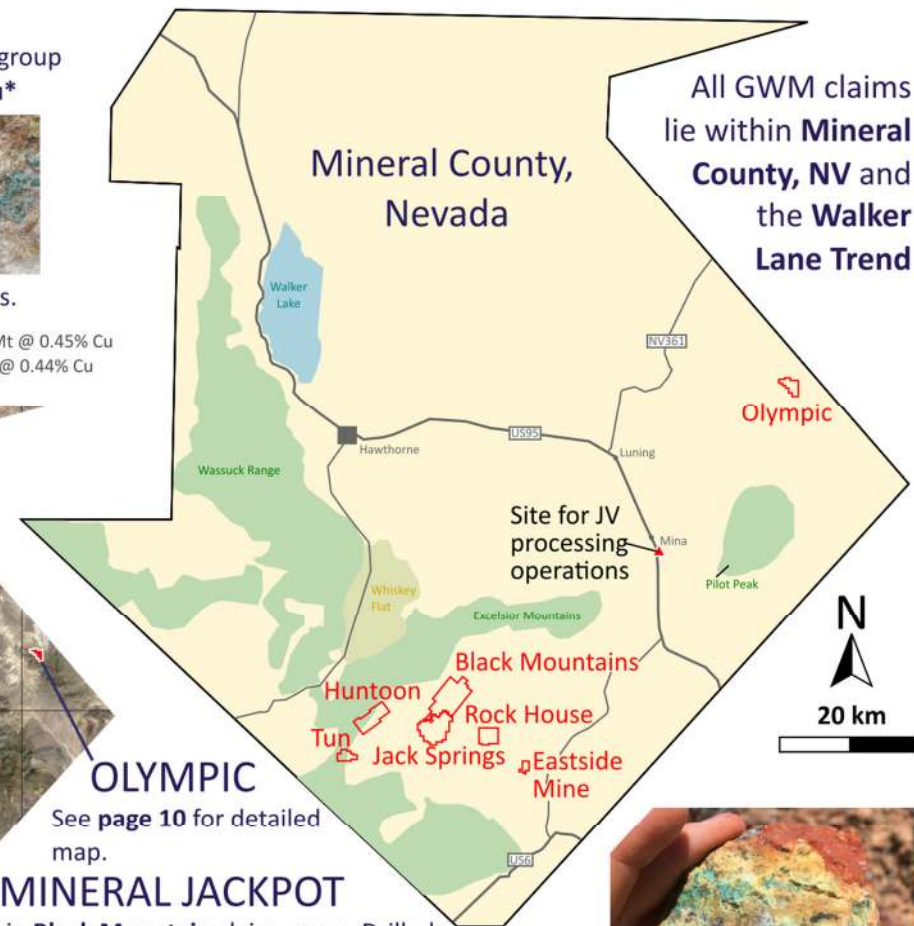 group
*
Mineral County,
Nevada
All GWM claims
lie within Mineral
County, NV and
the Walker
Lane Trend
s.
Mt @ 0.45% Cu
@ 0.44% Cu
Walker
Lake
NV361
Olympic
US95
Hawthorne
Luning
Wassuck Range
Site for JV
processing
operations
Mina
Pilot Peak
Whiskey
Flat
Excelsior Mountains
N
20 km
Black Mountains
Huntoon
Rock House
Tun
Jack Springs
Eastside
Mine
OLYMPIC
See page 10 for detailed
map.
US6
MINERAL JACKPOT